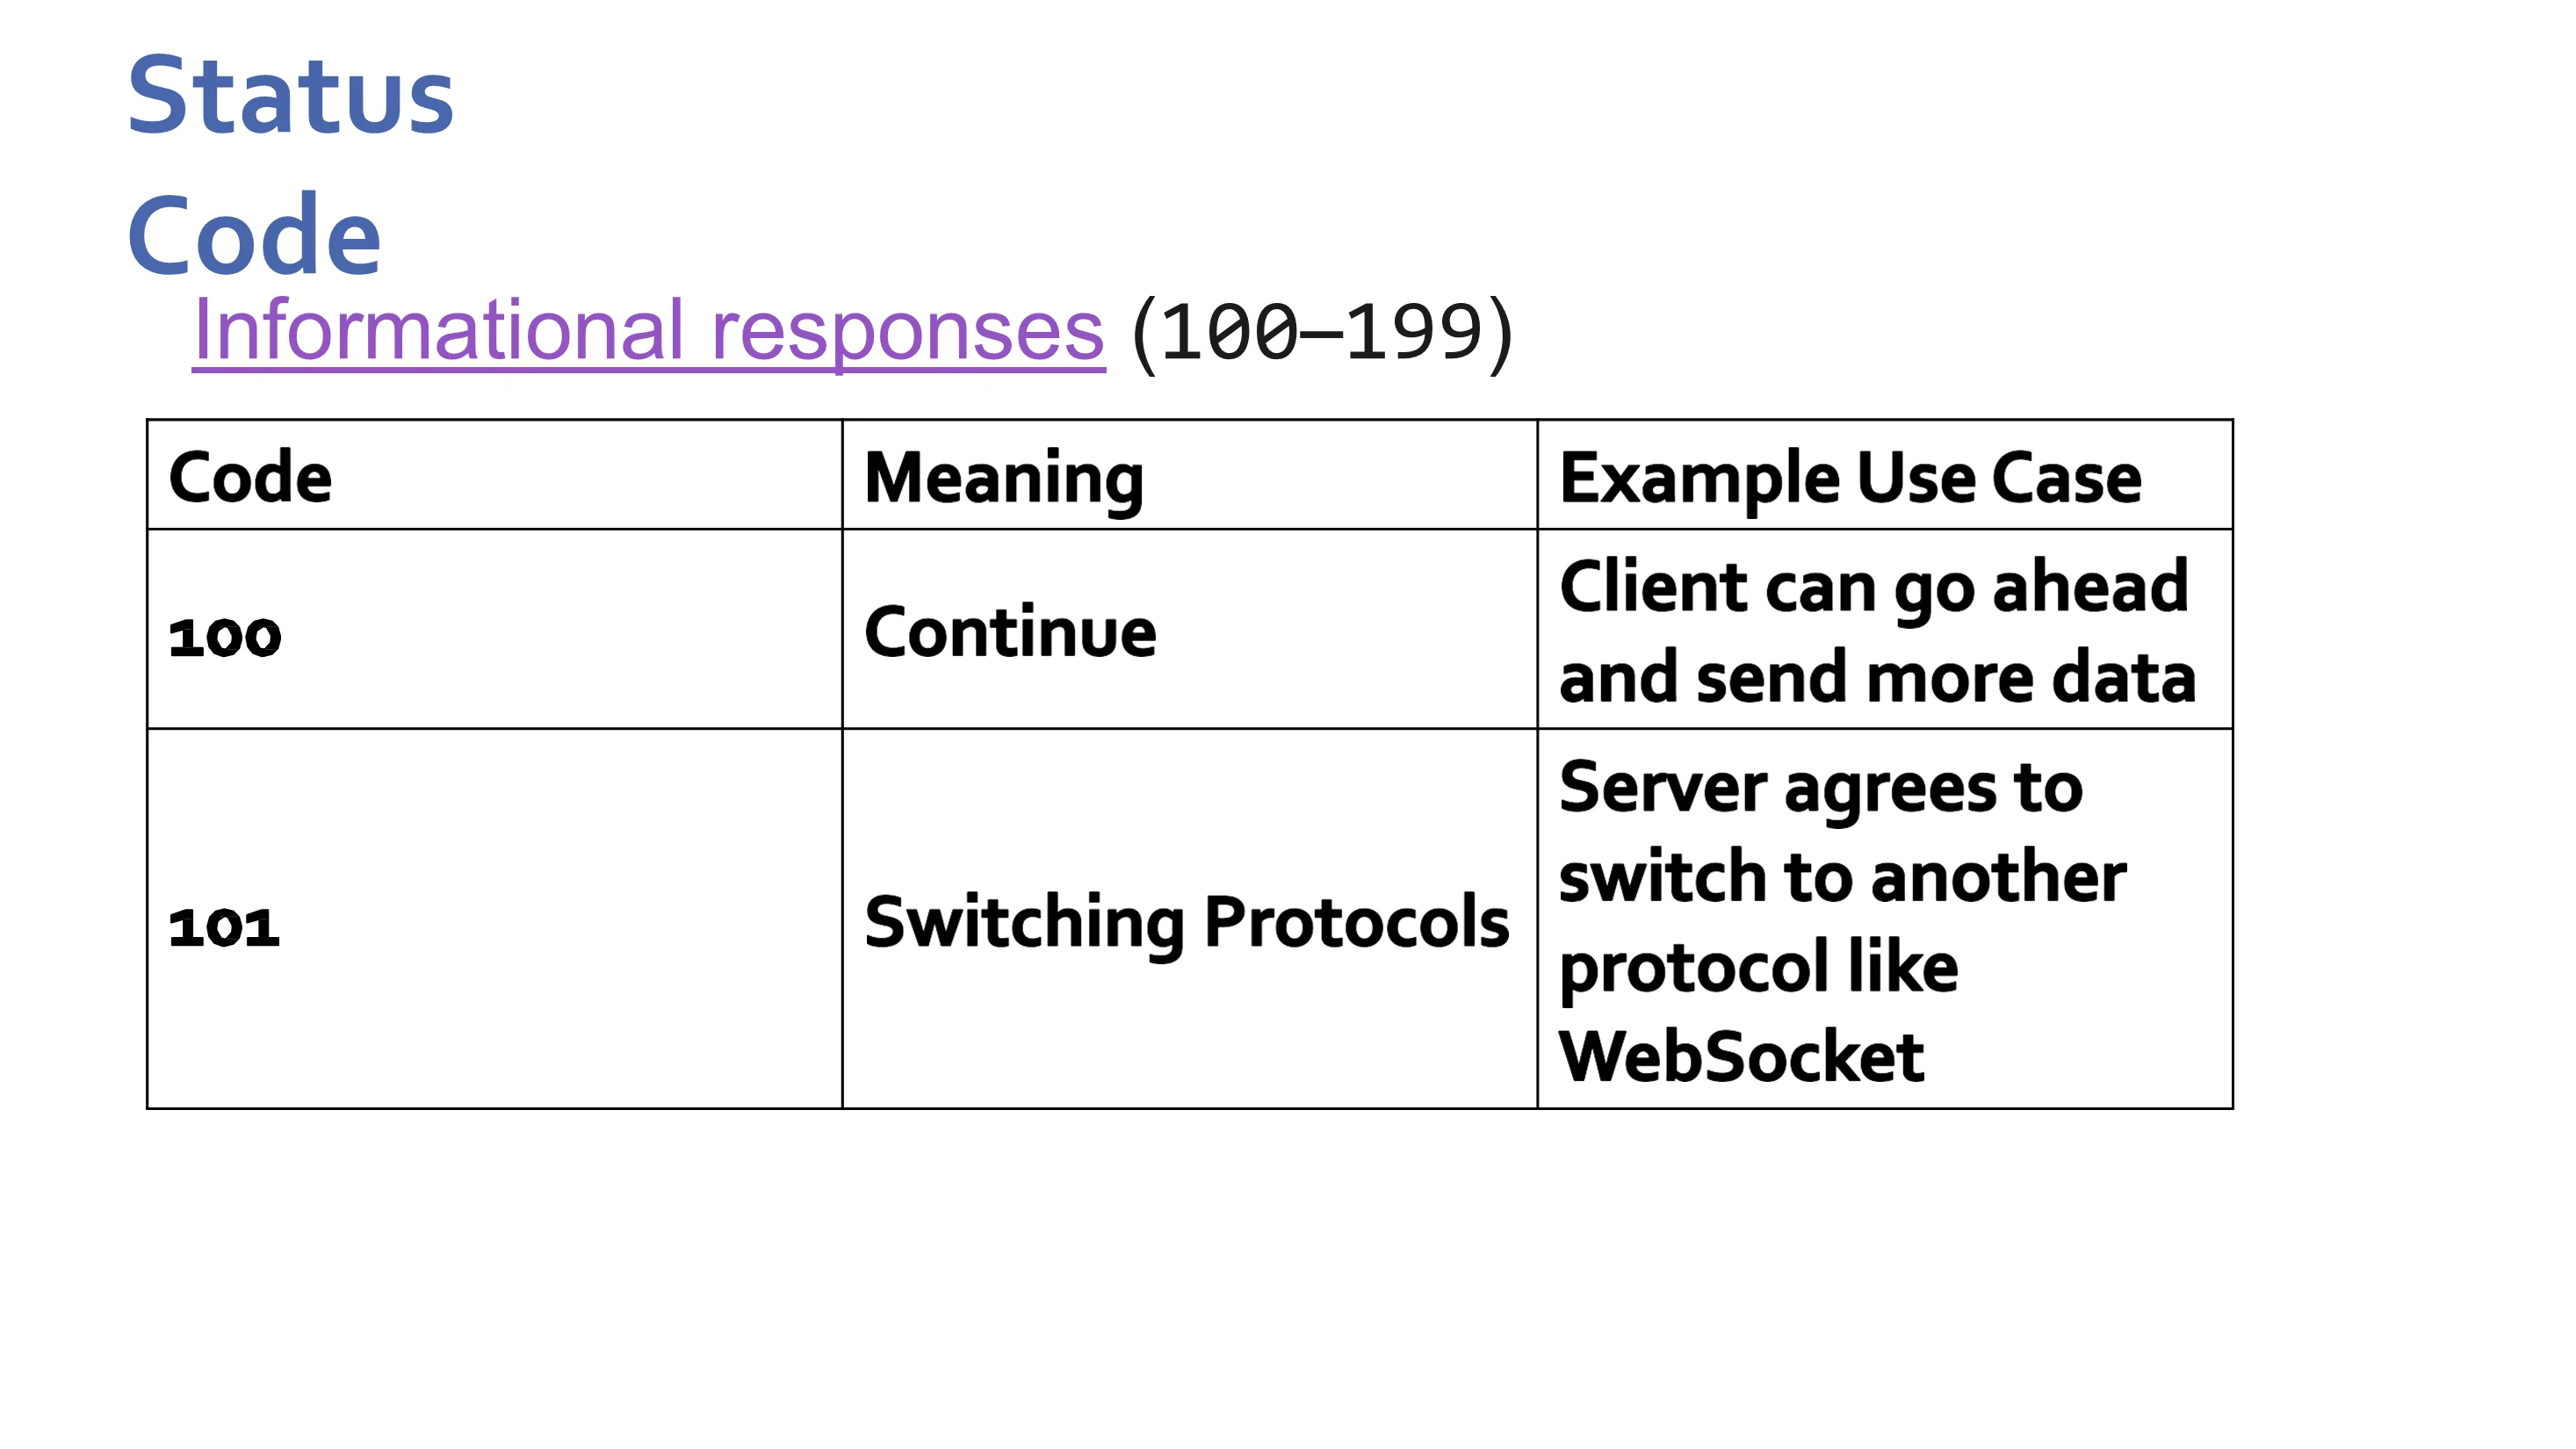 Status
Code
Informational responses (100–199)
Code Meaning Example Use Case
100 Continue Client can go ahead
and send more data
101 Switching Protocols Server agrees to
switch to another
protocol like
WebSocket